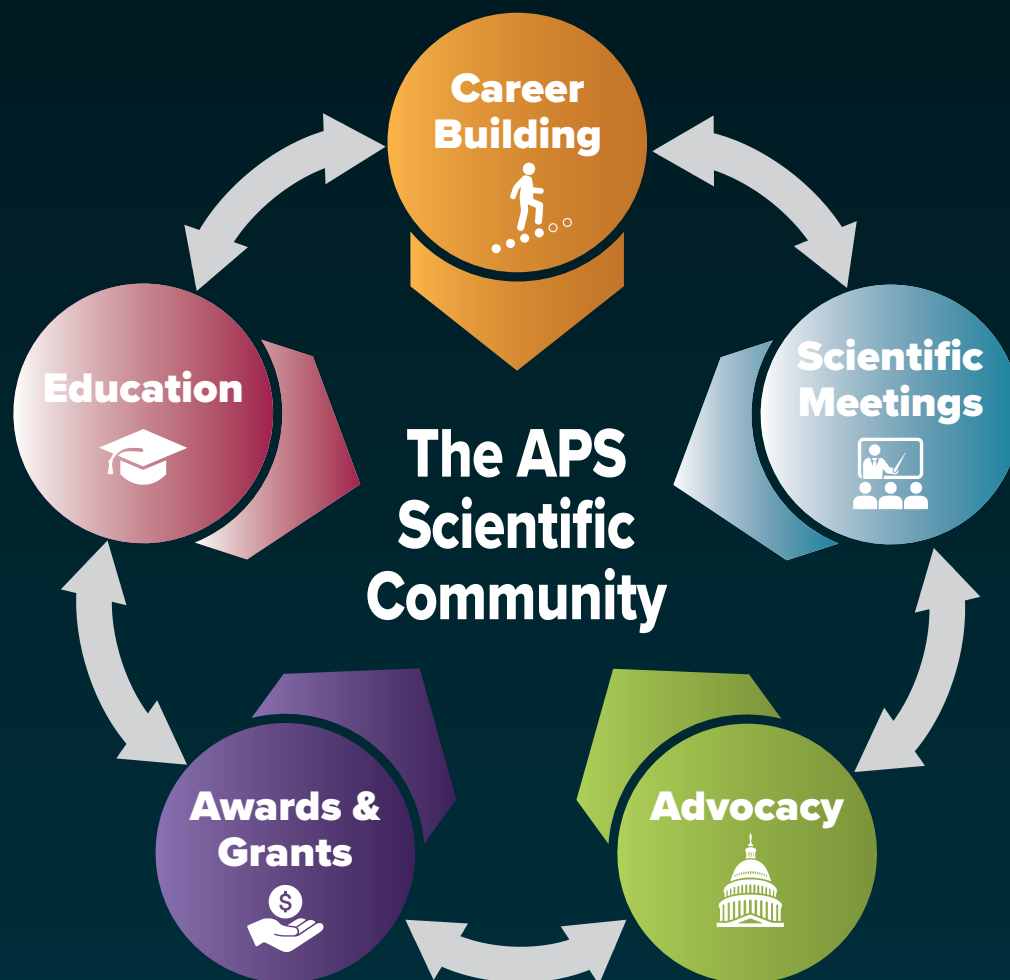 Career
Building
Education
Scientific
Meetings
The APS
Scientific
Community
Awards &
Grants
$
Advocacy